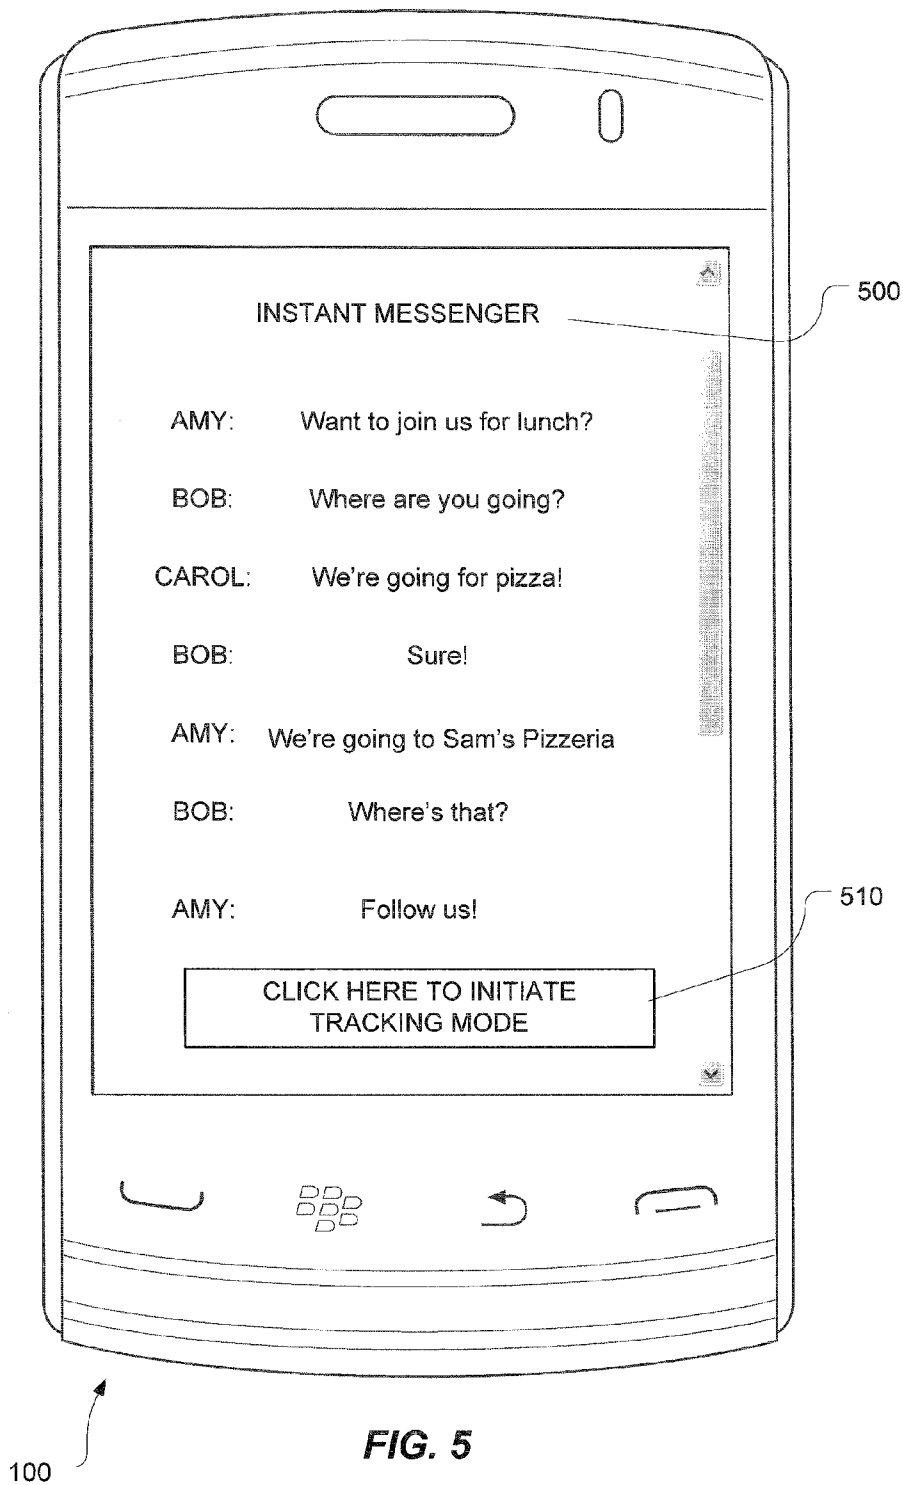 INSTANT MESSENGER
500
AMY: Want to join us for lunch?
BOB: Where are you going?
CAROL: We're going for pizza!
BOB: Sure!
AMY: We're going to Sam's Pizzeria
BOB: Where's that?
AMY: Follow us!
510
CLICK HERE TO INITIATE
TRACKING MODE
FIG. 5
100